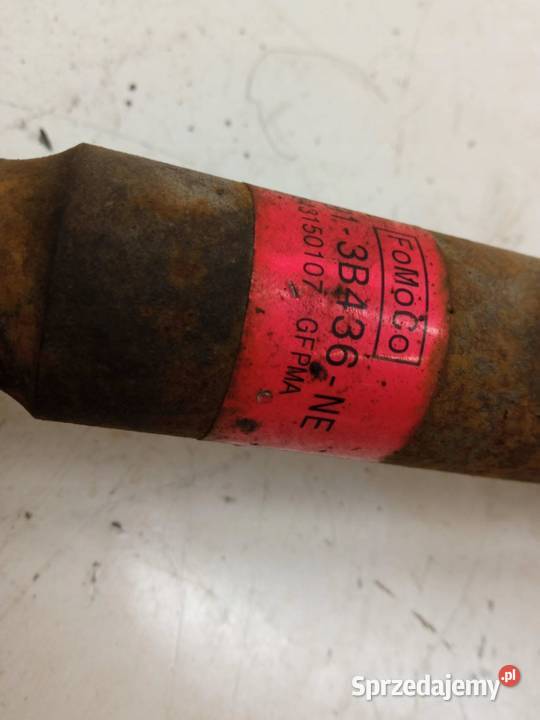 FoMoCo
1-3B436-NE
3150107 - GFPMA
Sprzedajemy.pl